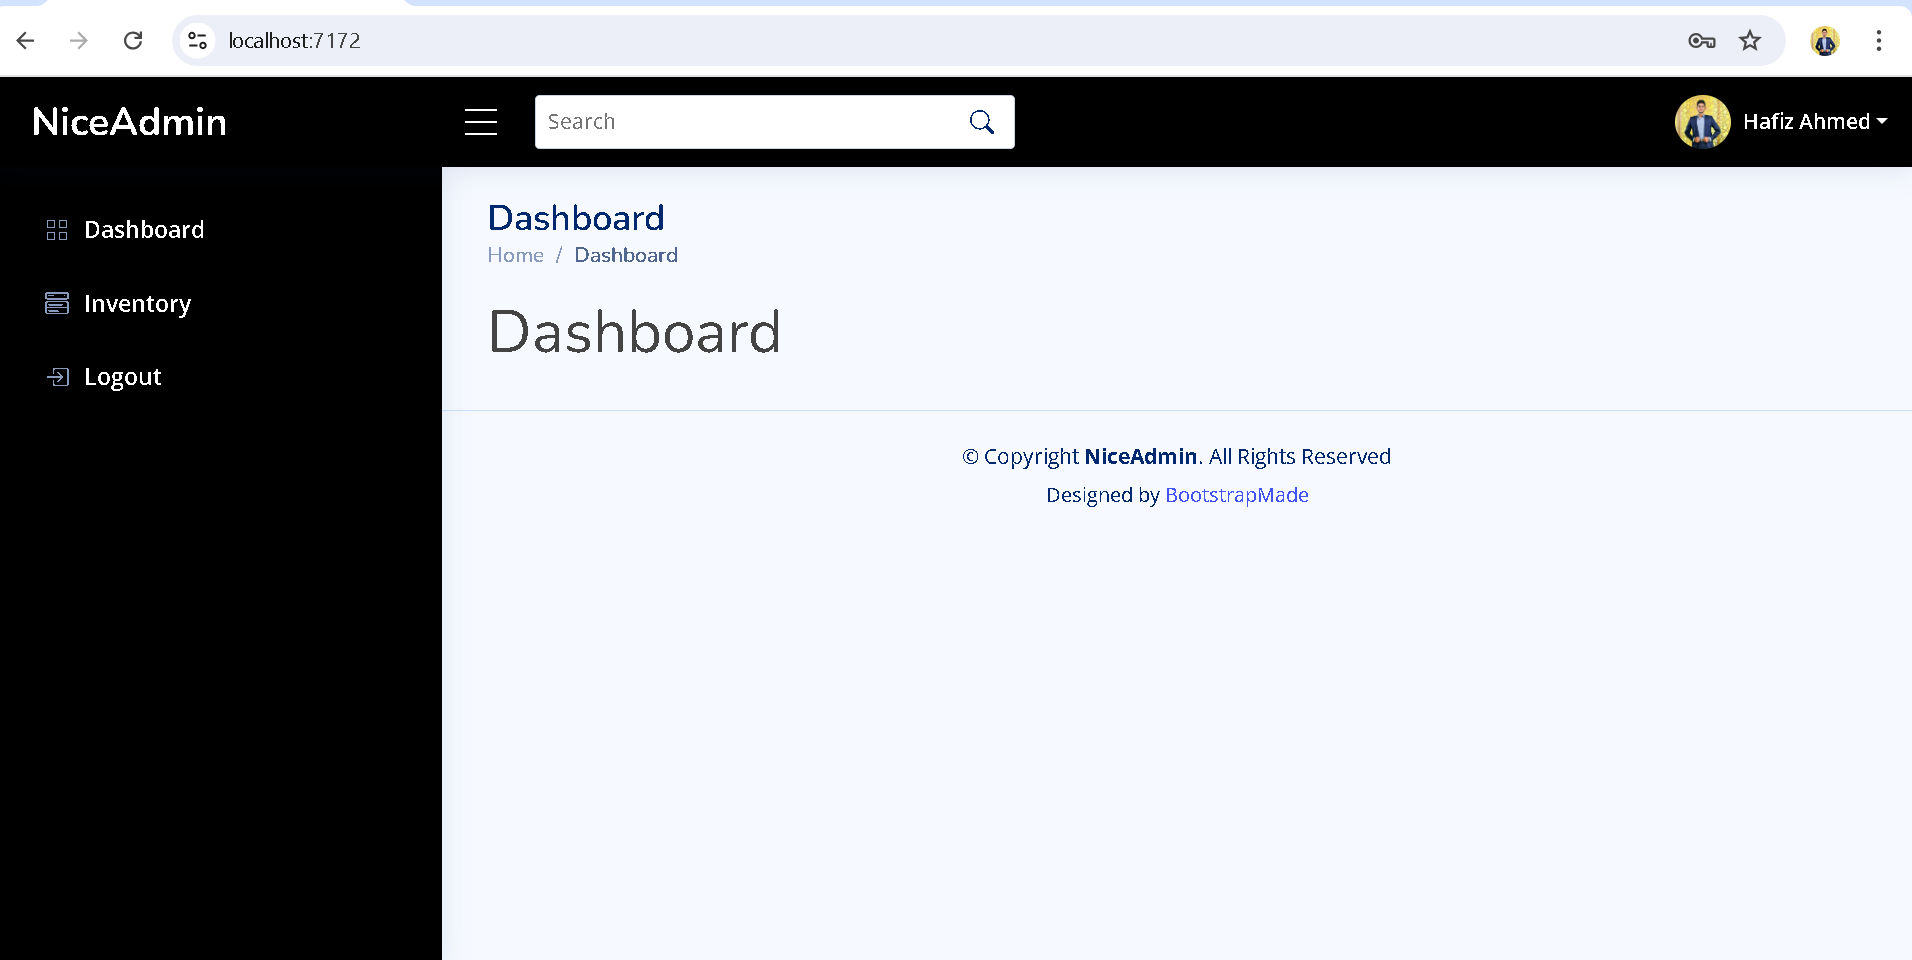 localhost:7172
NiceAdmin
Search
Hafiz Ahmed
Dashboard
Inventory
Logout
Dashboard
Home / Dashboard
Dashboard
© Copyright NiceAdmin. All Rights Reserved
Designed by BootstrapMade